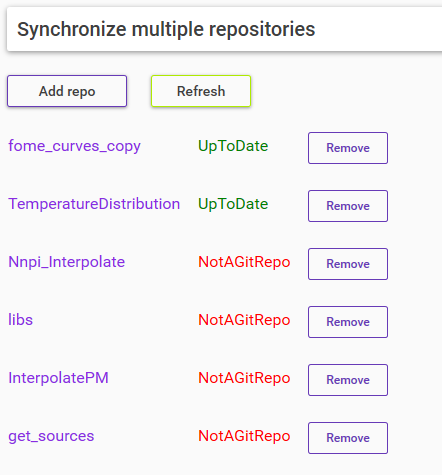 Synchronize multiple repositories
Add repo Refresh
fome_curves_copy UpToDate Remove
TemperatureDistribution UpToDate Remove
Nnpi_Interpolate NotAGitRepo Remove
libs NotAGitRepo Remove
InterpolatePM NotAGitRepo Remove
get_sources NotAGitRepo Remove